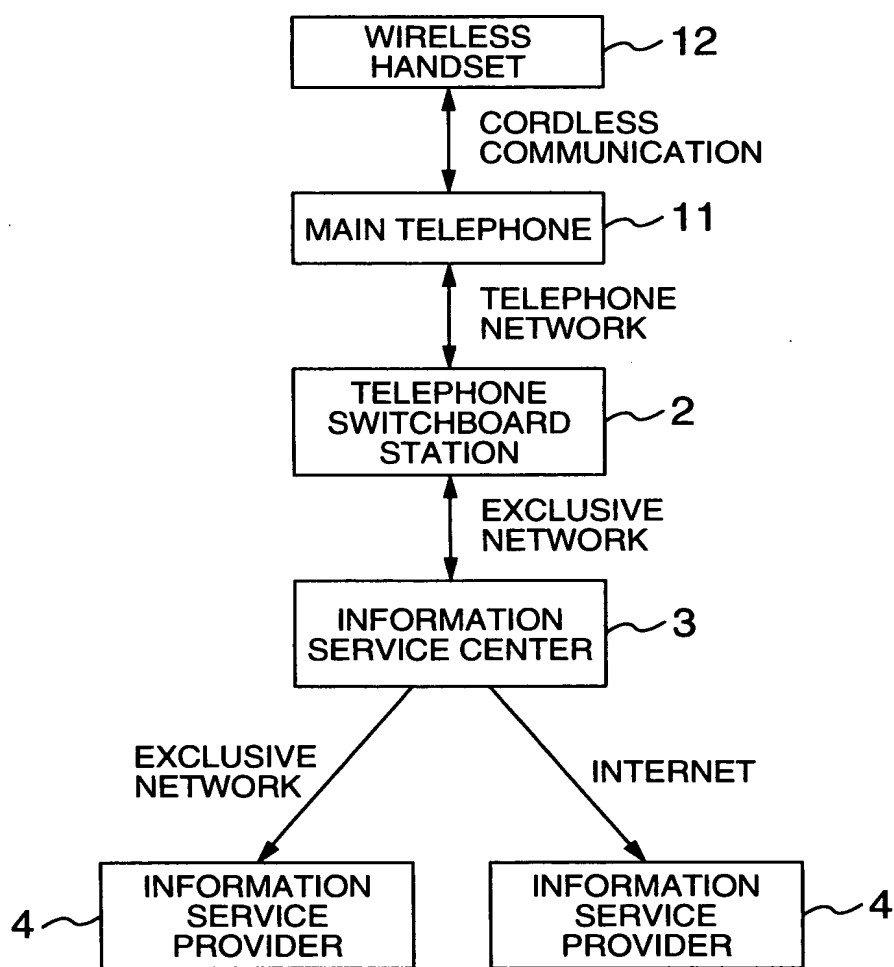 WIRELESS
HANDSET
12
CORDLESS
COMMUNICATION
MAIN TELEPHONE
11
TELEPHONE
NETWORK
TELEPHONE
SWITCHBOARD
STATION
2
EXCLUSIVE
NETWORK
INFORMATION
SERVICE CENTER
3
EXCLUSIVE
NETWORK
INTERNET
4
INFORMATION
SERVICE
PROVIDER
INFORMATION
SERVICE
PROVIDER
4